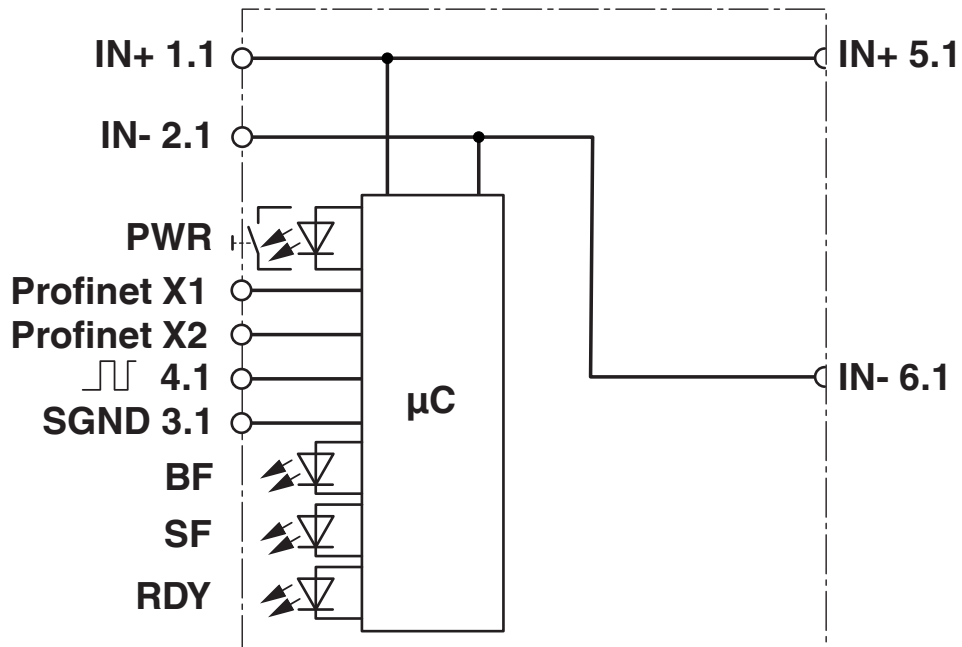 IN+ 1.1
IN+ 5.1
IN- 2.1
PWR
Profinet X1
Profinet X2
4.1
IN- 6.1
µC
SGND 3.1
BF
SF
RDY